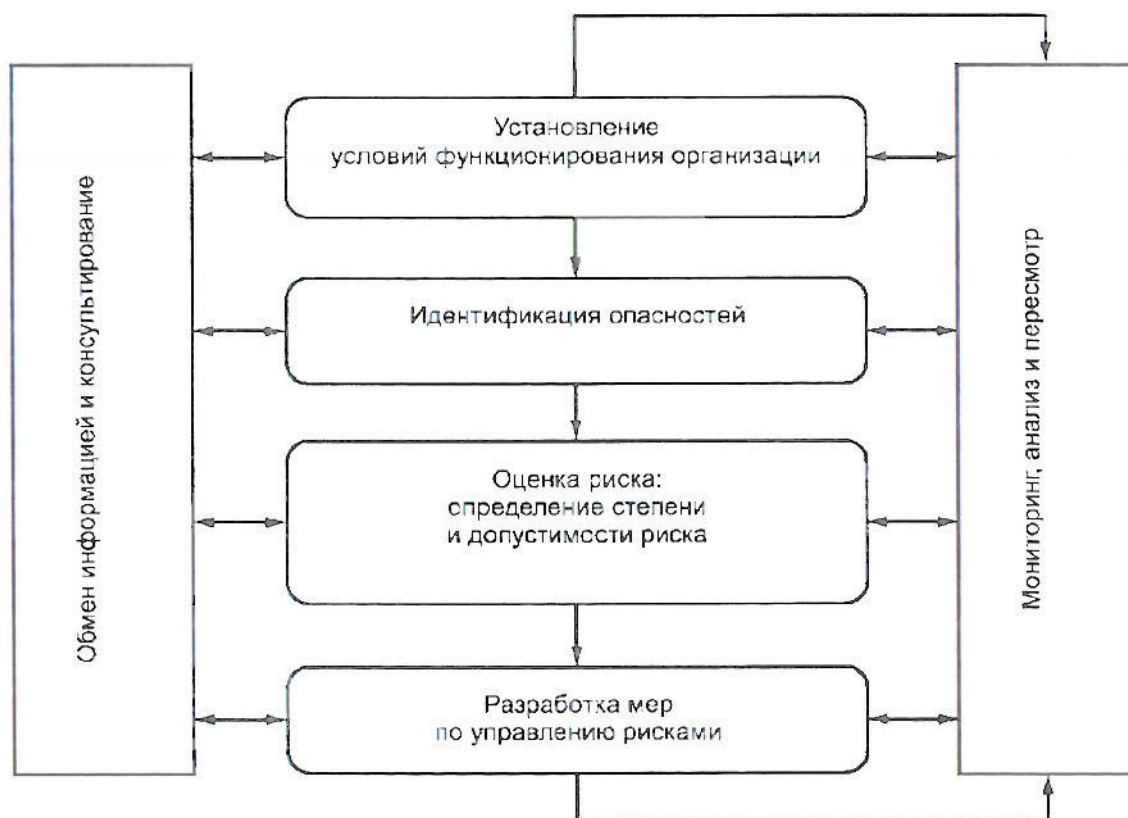 Обмен информацией и консультирование
Установление
условий функционирования организации
Идентификация опасностей
Оценка риска:
определение степени
и допустимости риска
Разработка мер
по управлению рисками
Мониторинг, анализ и пересмотр